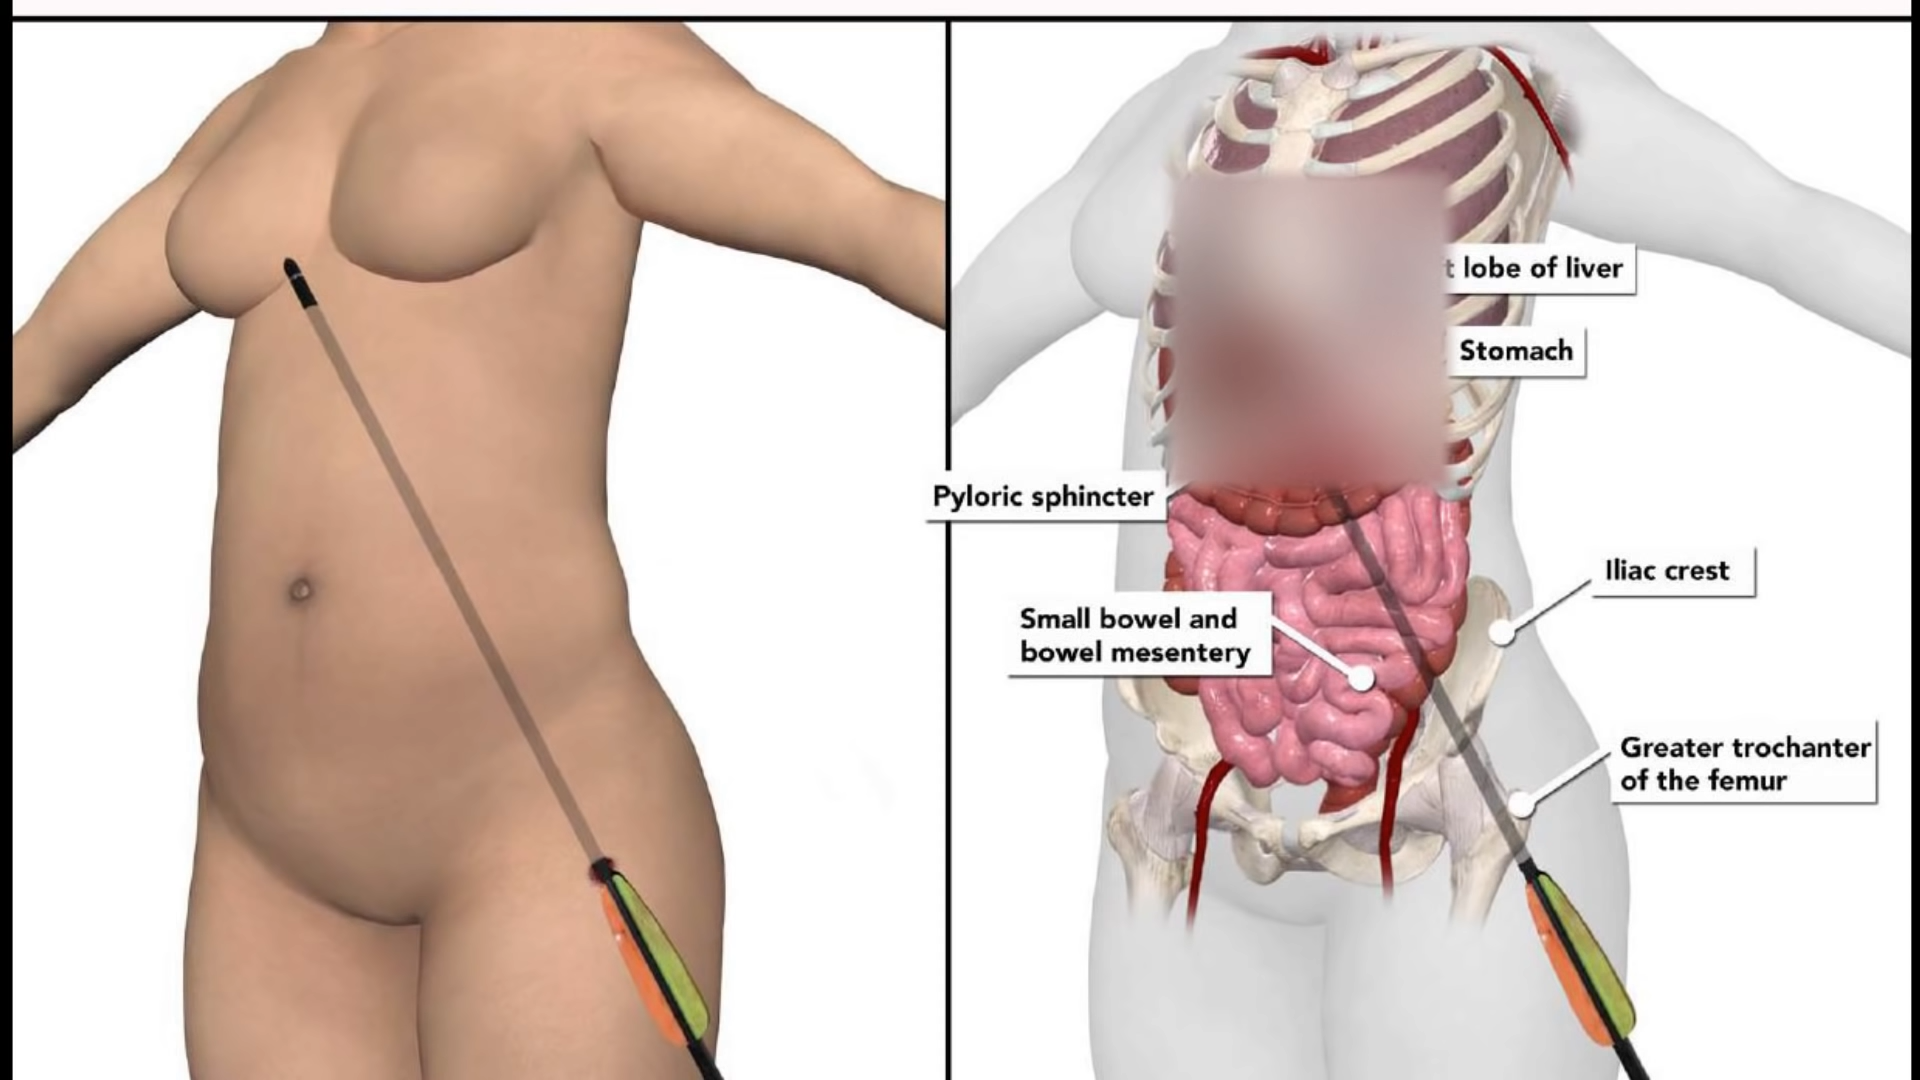 t lobe of liver
Stomach
Pyloric sphincter
Iliac crest
Small bowel and
bowel mesentery
Greater trochanter
of the femur